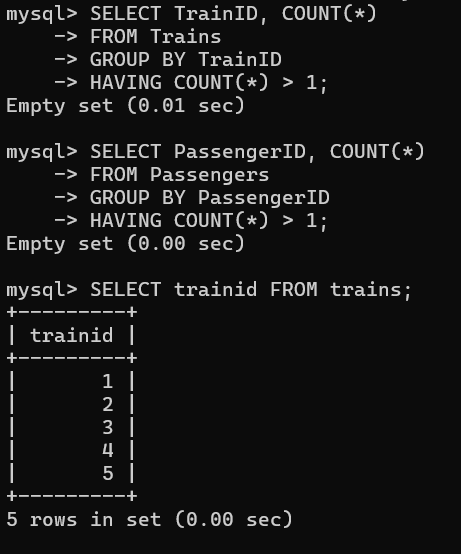 mysql> SELECT TrainID, COUNT(*)
    -> FROM Trains
    -> GROUP BY TrainID
    -> HAVING COUNT(*) > 1;
Empty set (0.01 sec)

mysql> SELECT PassengerID, COUNT(*)
    -> FROM Passengers
    -> GROUP BY PassengerID
    -> HAVING COUNT(*) > 1;
Empty set (0.00 sec)

mysql> SELECT trainid FROM trains;
+---------+
| trainid |
+---------+
|       1 |
|       2 |
|       3 |
|       4 |
|       5 |
+---------+
5 rows in set (0.00 sec)